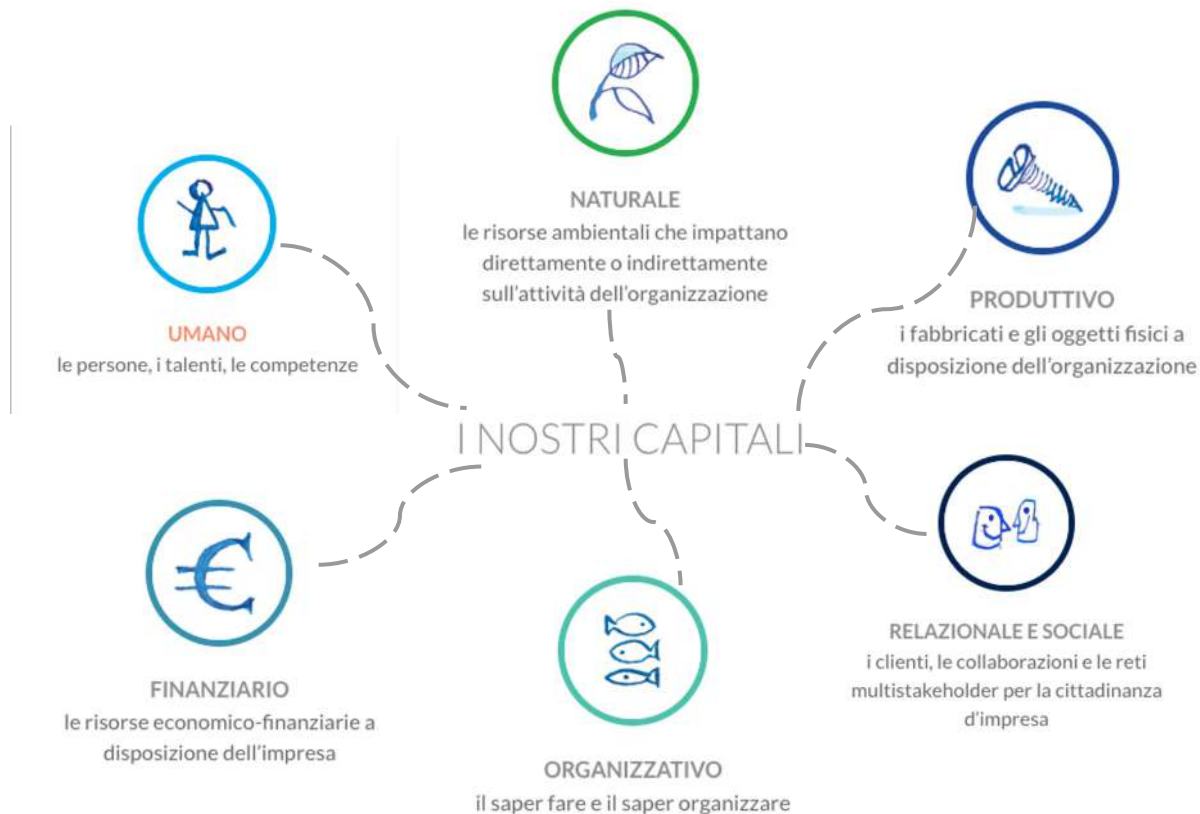 NATURALE
le risorse ambientali che impattano
direttamente o indirettamente
sull'attività dell'organizzazione
PRODUTTIVO
i fabbricati e gli oggetti fisici a
disposizione dell'organizzazione
UMANO
le persone, i talenti, le competenze
I NOSTRI CAPITALI
RELAZIONALE E SOCIALE
i clienti, le collaborazioni e le reti
multistakeholder per la cittadinanza
d'impresa
FINANZIARIO
le risorse economico-finanziarie a
disposizione dell'impresa
ORGANIZZATIVO
il saper fare e il saper organizzare